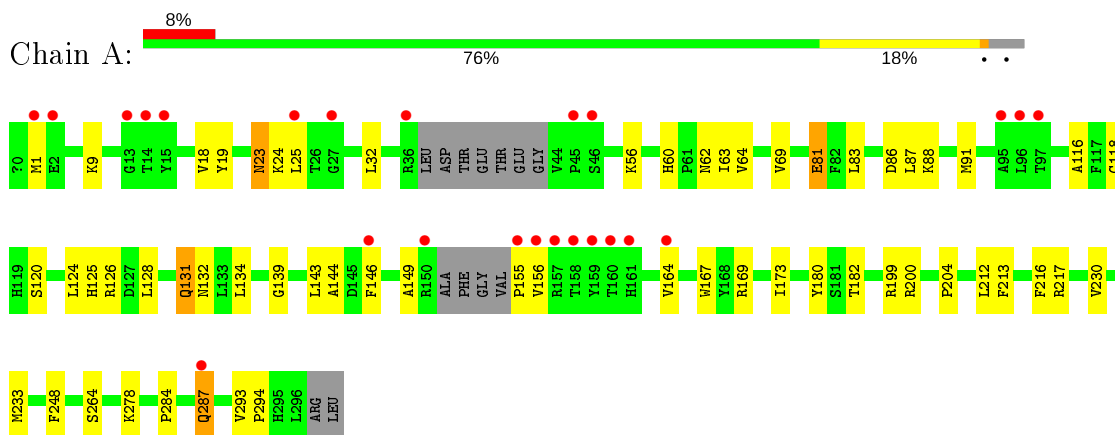 8%
Chain A:
76% 18% . .
?0 M1 E2 K9 G13 T14 Y15 V18 Y19 N23 K24 L25 T26 G27 L32 R36 LEU ASP THR GLU THR GLU GLY V44 P45 S46 K56 H60 P61 N62 I63 V64 V69 E81 F82 L83 D86 L87 K88 M91 A95 L96 T97 A116 F117 G118
H119 S120 L124 H125 R126 D127 L128 Q131 N132 L133 L134 G139 L143 A144 D145 F146 A149 R150 ALA PHE GLY VAL P155 V156 R157 T158 Y159 T160 H161 V164 W167 Y168 R169 I173 Y180 S181 T182 R199 R200 P204 L212 F213 F216 R217 V230
M233 F248 S264 K278 P284 Q287 V293 P294 H295 L296 ARG LEU